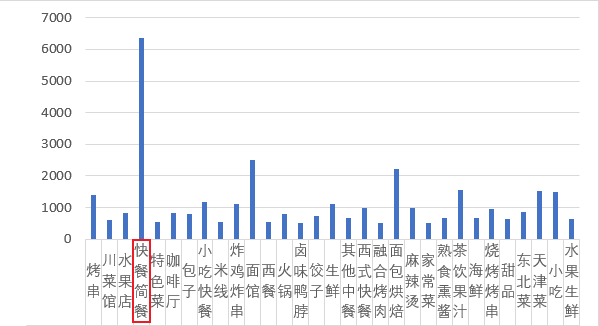 7000
6000
5000
4000
3000
2000
1000
0
烤串
川菜馆
水果店
快餐简餐
特色菜
咖啡厅
包子
小吃快餐
米线
炸鸡炸串
面馆
西餐
火锅
卤味鸭脖
饺子
生鲜
其他中餐
西式快餐
融合烤肉
面包烘焙
麻辣烫
家常菜
熟食熏酱
茶饮果汁
海鲜
烧烤烤串
甜品
东北菜
天津菜
小吃
水果生鲜